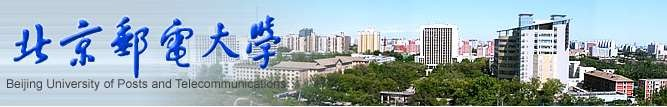 北京郵電大學
Beijing University of Posts and Telecommunications